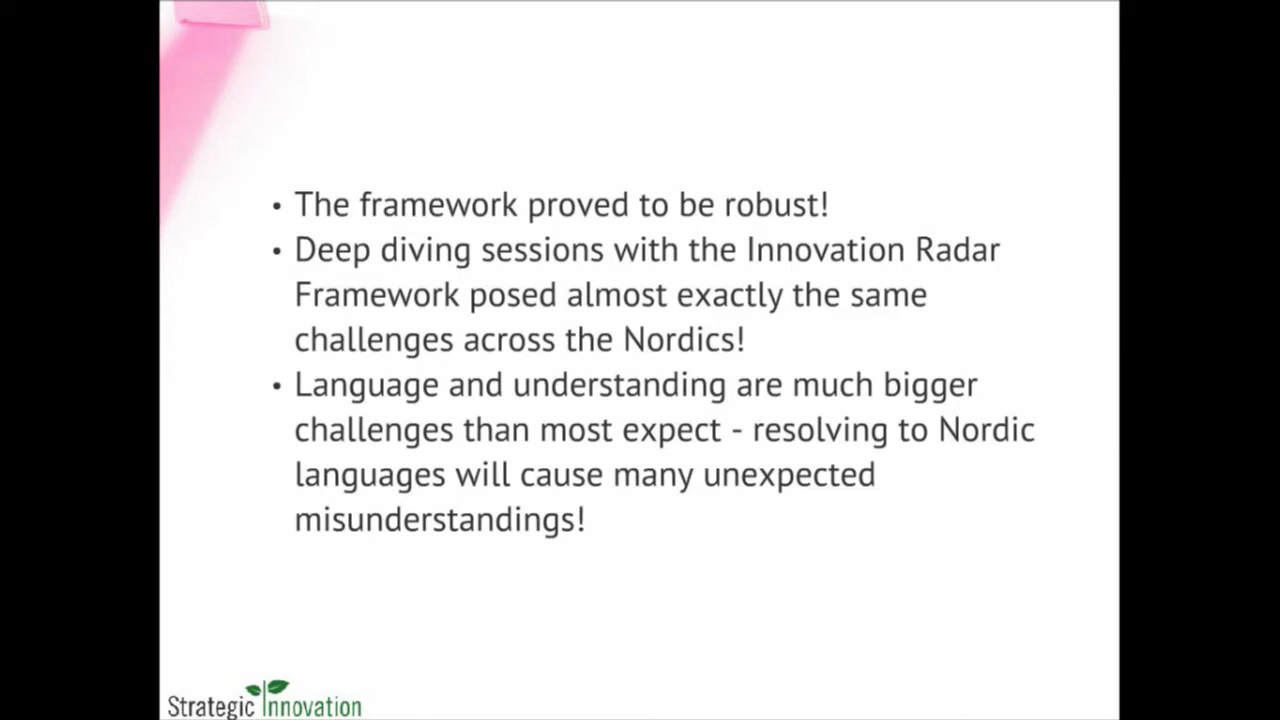 • The framework proved to be robust!
• Deep diving sessions with the Innovation Radar
Framework posed almost exactly the same
challenges across the Nordics!
• Language and understanding are much bigger
challenges than most expect - resolving to Nordic
languages will cause many unexpected
misunderstandings!
Strategic Innovation